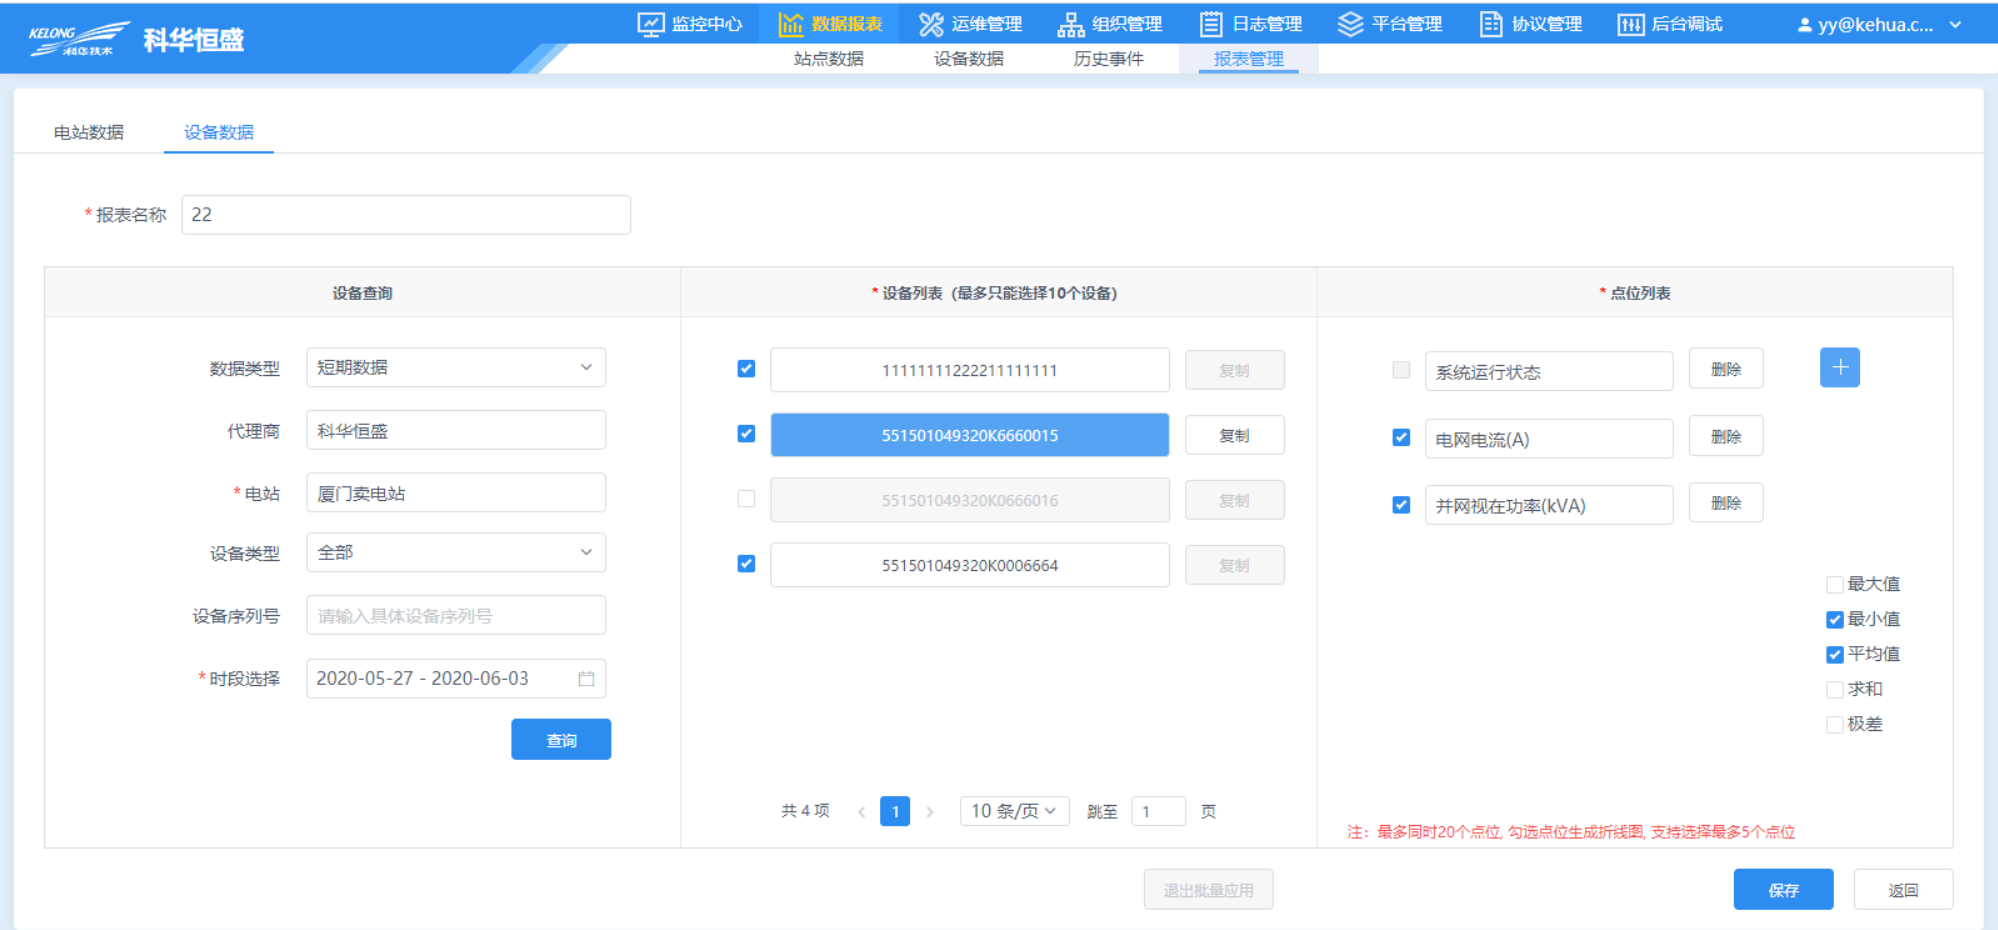 KELONG 科华技术 科华恒盛
监控中心 数据报表 运维管理 组织管理 日志管理 平台管理 协议管理 后台调试 yy@kehua.c...
站点数据 设备数据 历史事件 报表管理
电站数据 设备数据
* 报表名称 22
设备查询 * 设备列表（最多只能选择10个设备） * 点位列表
数据类型 短期数据
代理商 科华恒盛
* 电站 厦门卖电站
设备类型 全部
设备序列号 请输入具体设备序列号
* 时段选择 2020-05-27 - 2020-06-03
查询
11111111222211111111 复制
551501049320K6660015 复制
551501049320K0666016 复制
551501049320K0006664 复制
共 4 项 < 1 > 10 条/页 跳至 1 页
系统运行状态 删除 +
电网电流(A) 删除
并网视在功率(kVA) 删除
最大值
最小值
平均值
求和
极差
注：最多同时20个点位, 勾选点位生成折线图, 支持选择最多5个点位
退出批量应用 保存 返回